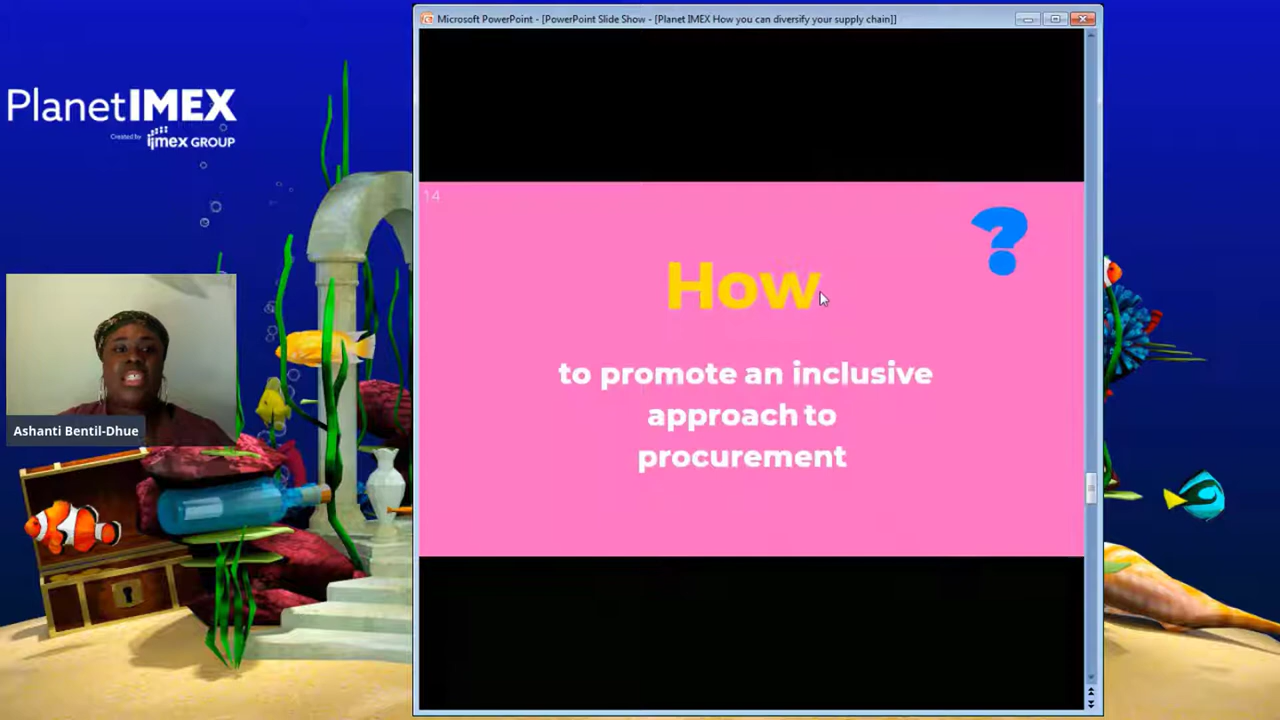 Microsoft PowerPoint - [PowerPoint Slide Show - [Planet IMEX How you can diversify your supply chain]]
PlanetIMEX
Created by imex GROUP
14
?
How
to promote an inclusive
approach to
procurement
Ashanti Bentil-Dhue